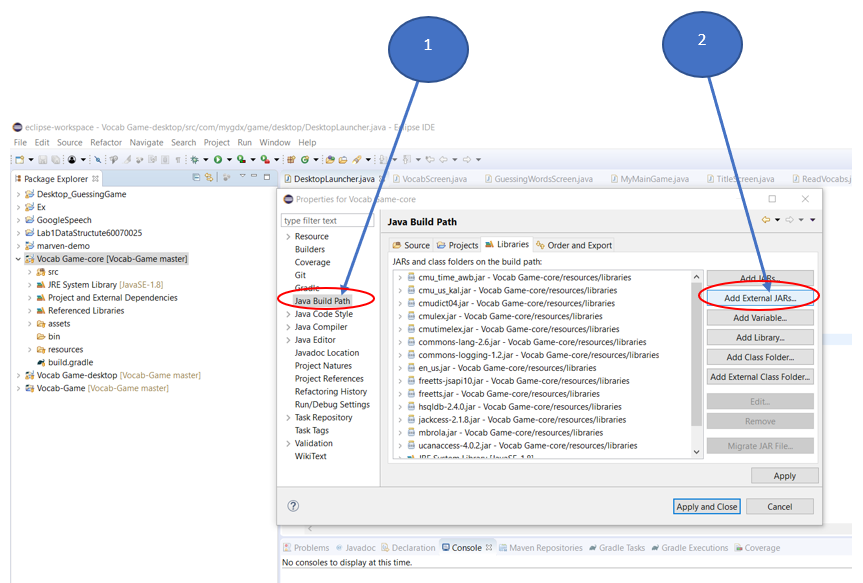 1
2
eclipse-workspace - Vocab Game-desktop/src/com/mygdx/game/desktop/DesktopLauncher.java - Eclipse IDE
File Edit Source Refactor Navigate Search Project Run Window Help
Package Explorer
DesktopLauncher.java VocabScreen.java GuessingWordsScreen.java MyMainGame.java TitleScreen.java ReadVocabs.j
Desktop_GuessingGame
Ex
GoogleSpeech
Lab1DataStructute60070025
marven-demo
Vocab Game-core [Vocab-Game master]
src
JRE System Library [JavaSE-1.8]
Project and External Dependencies
Referenced Libraries
assets
bin
resources
build.gradle
Vocab Game-desktop [Vocab-Game master]
Vocab-Game [Vocab-Game master]
Properties for Vocab Game-core
type filter text
Resource
Builders
Coverage
Git
Gradle
Java Build Path
Java Code Style
Java Compiler
Java Editor
Javadoc Location
Project Natures
Project References
Refactoring History
Run/Debug Settings
Task Repository
Task Tags
Validation
WikiText
Java Build Path
Source Projects Libraries Order and Export
JARs and class folders on the build path:
cmu_time_awb.jar - Vocab Game-core/resources/libraries
cmu_us_kal.jar - Vocab Game-core/resources/libraries
cmudict04.jar - Vocab Game-core/resources/libraries
cmulex.jar - Vocab Game-core/resources/libraries
cmutimelex.jar - Vocab Game-core/resources/libraries
commons-lang-2.6.jar - Vocab Game-core/resources/libraries
commons-logging-1.2.jar - Vocab Game-core/resources/libraries
en_us.jar - Vocab Game-core/resources/libraries
freetts-jsapi10.jar - Vocab Game-core/resources/libraries
freetts.jar - Vocab Game-core/resources/libraries
hsqldb-2.4.0.jar - Vocab Game-core/resources/libraries
jackcess-2.1.8.jar - Vocab Game-core/resources/libraries
mbrola.jar - Vocab Game-core/resources/libraries
ucanaccess-4.0.2.jar - Vocab Game-core/resources/libraries
JRE System Library [JavaSE-1.8]
Add JARs...
Add External JARs...
Add Variable...
Add Library...
Add Class Folder...
Add External Class Folder...
Edit...
Remove
Migrate JAR File...
Apply
?
Apply and Close Cancel
Problems Javadoc Declaration Console Maven Repositories Gradle Tasks Gradle Executions Coverage
No consoles to display at this time.